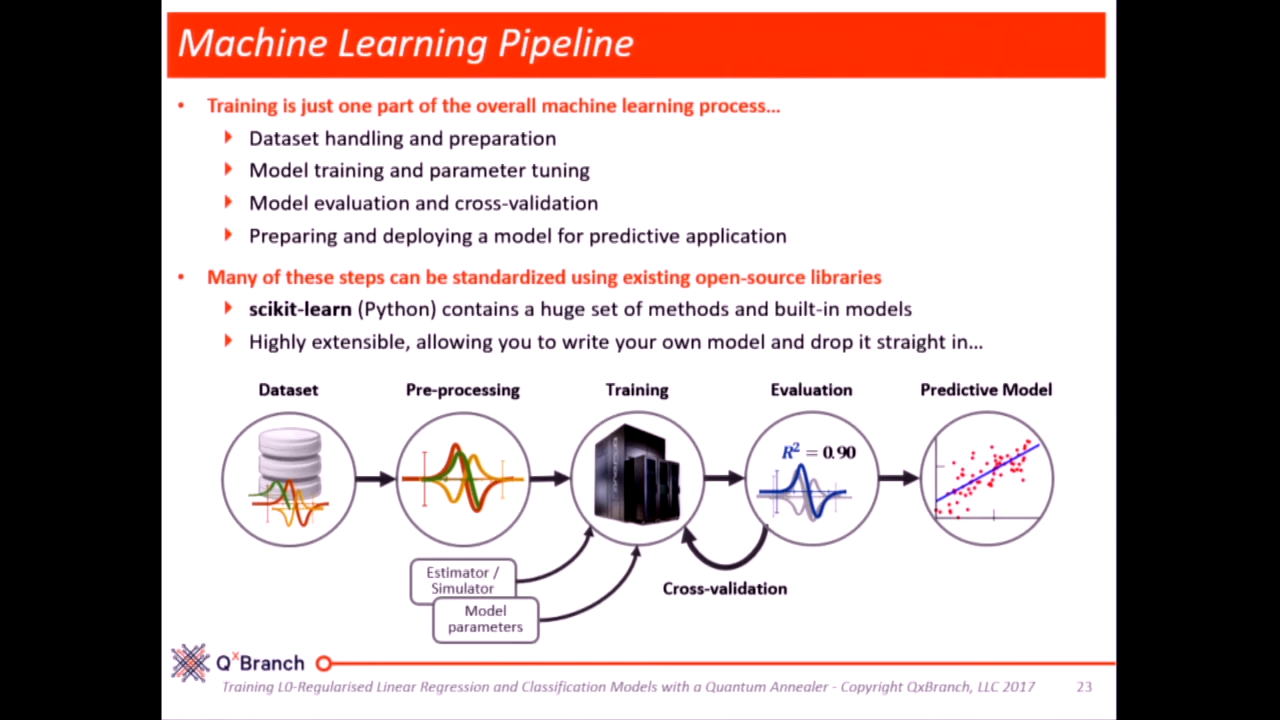 Machine Learning Pipeline
• Training is just one part of the overall machine learning process...
Dataset handling and preparation
Model training and parameter tuning
Model evaluation and cross-validation
Preparing and deploying a model for predictive application
• Many of these steps can be standardized using existing open-source libraries
scikit-learn (Python) contains a huge set of methods and built-in models
Highly extensible, allowing you to write your own model and drop it straight in...
Dataset
Pre-processing
Training
Evaluation
Predictive Model
R² = 0.90
Estimator /
Simulator
Model
parameters
Cross-validation
QxBranch
Training L0-Regularised Linear Regression and Classification Models with a Quantum Annealer - Copyright QxBranch, LLC 2017
23